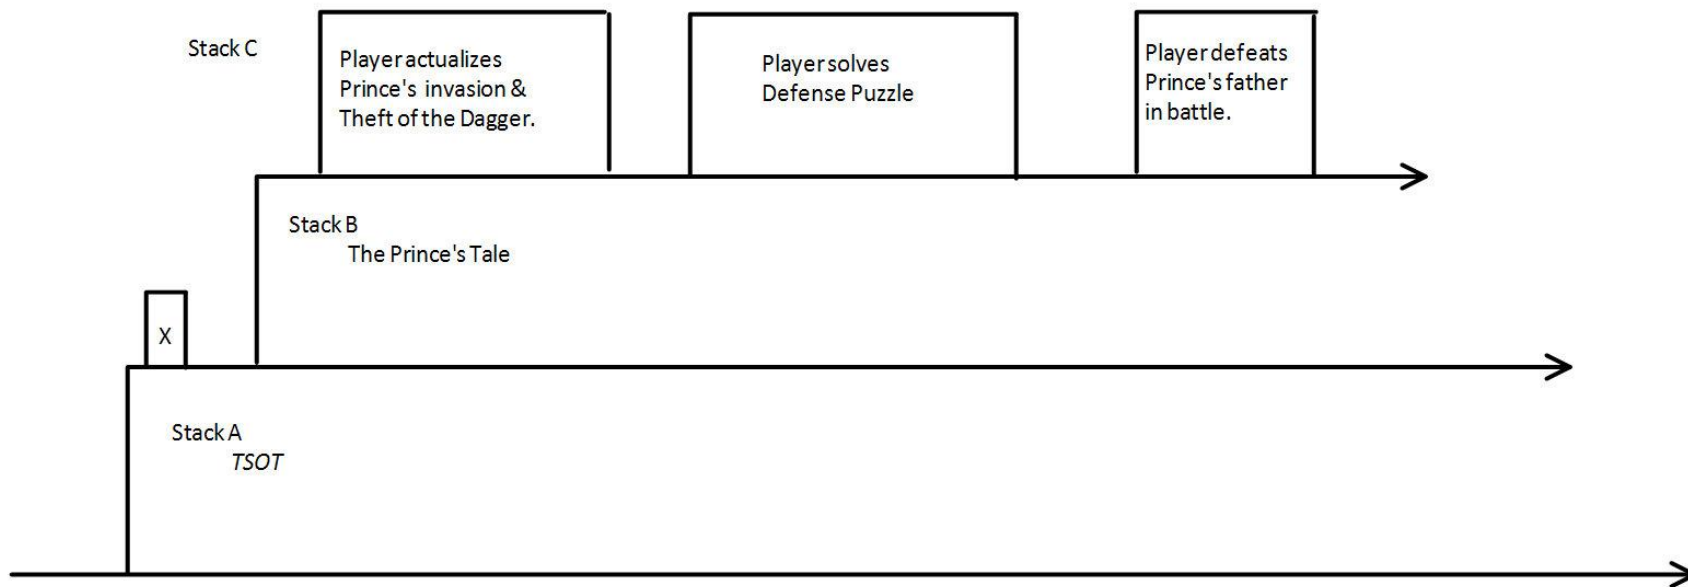 Stack C
Player actualizes
Prince's invasion &
Theft of the Dagger.
Player solves
Defense Puzzle
Player defeats
Prince's father
in battle.
Stack B
The Prince's Tale
X
Stack A
TSOT